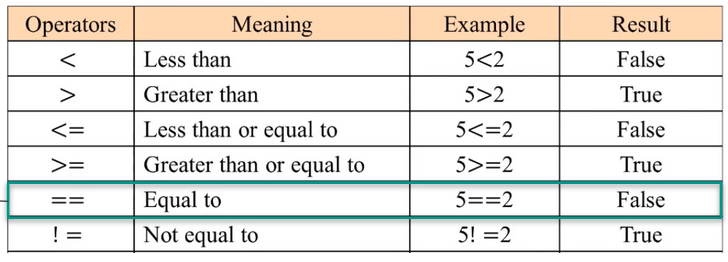 Operators Meaning Example Result
< Less than 5<2 False
> Greater than 5>2 True
<= Less than or equal to 5<=2 False
>= Greater than or equal to 5>=2 True
== Equal to 5==2 False
! = Not equal to 5! =2 True